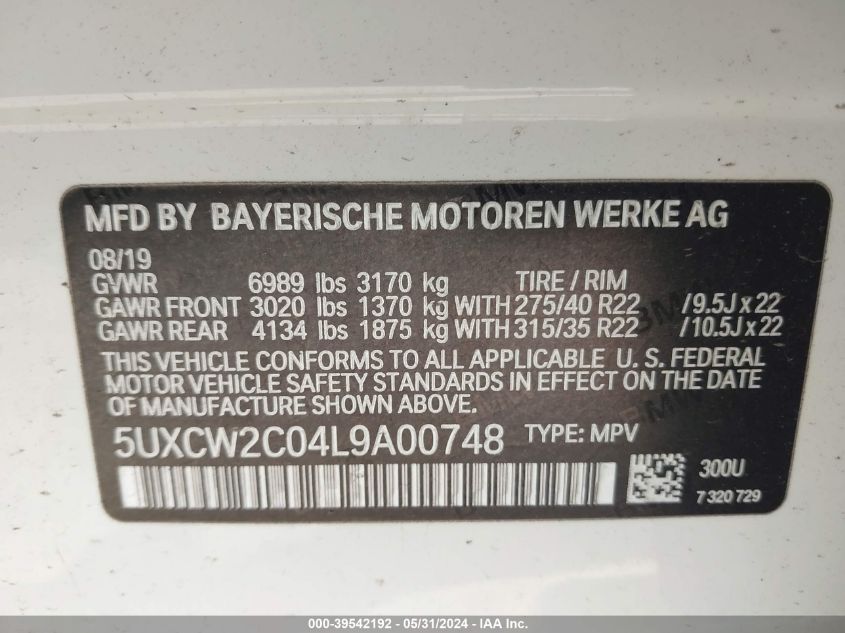 MFD BY BAYERISCHE MOTOREN WERKE AG
08/19
GVWR 6989 lbs 3170 kg TIRE / RIM
GAWR FRONT 3020 lbs 1370 kg WITH 275/40 R22 /9.5J x 22
GAWR REAR 4134 lbs 1875 kg WITH 315/35 R22 /10.5J x 22
THIS VEHICLE CONFORMS TO ALL APPLICABLE U. S. FEDERAL
MOTOR VEHICLE SAFETY STANDARDS IN EFFECT ON THE DATE
OF MANUFACTURE SHOWN ABOVE.
5UXCW2C04L9A00748 TYPE: MPV
300U
7 320 729
000-39542192 - 05/31/2024 - IAA Inc.